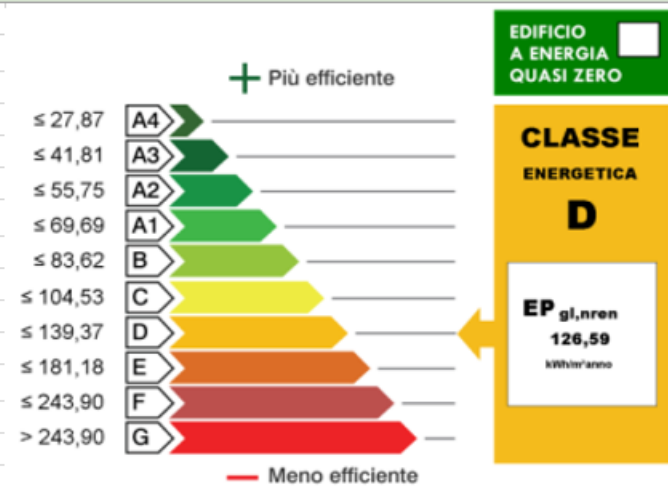 EDIFICIO
A ENERGIA
QUASI ZERO
Più efficiente
≤ 27,87 A4
≤ 41,81 A3
≤ 55,75 A2
≤ 69,69 A1
≤ 83,62 B
≤ 104,53 C
≤ 139,37 D
≤ 181,18 E
≤ 243,90 F
> 243,90 G
Meno efficiente
CLASSE
ENERGETICA
D
EP gl,nren
126,59
kWh/m²anno